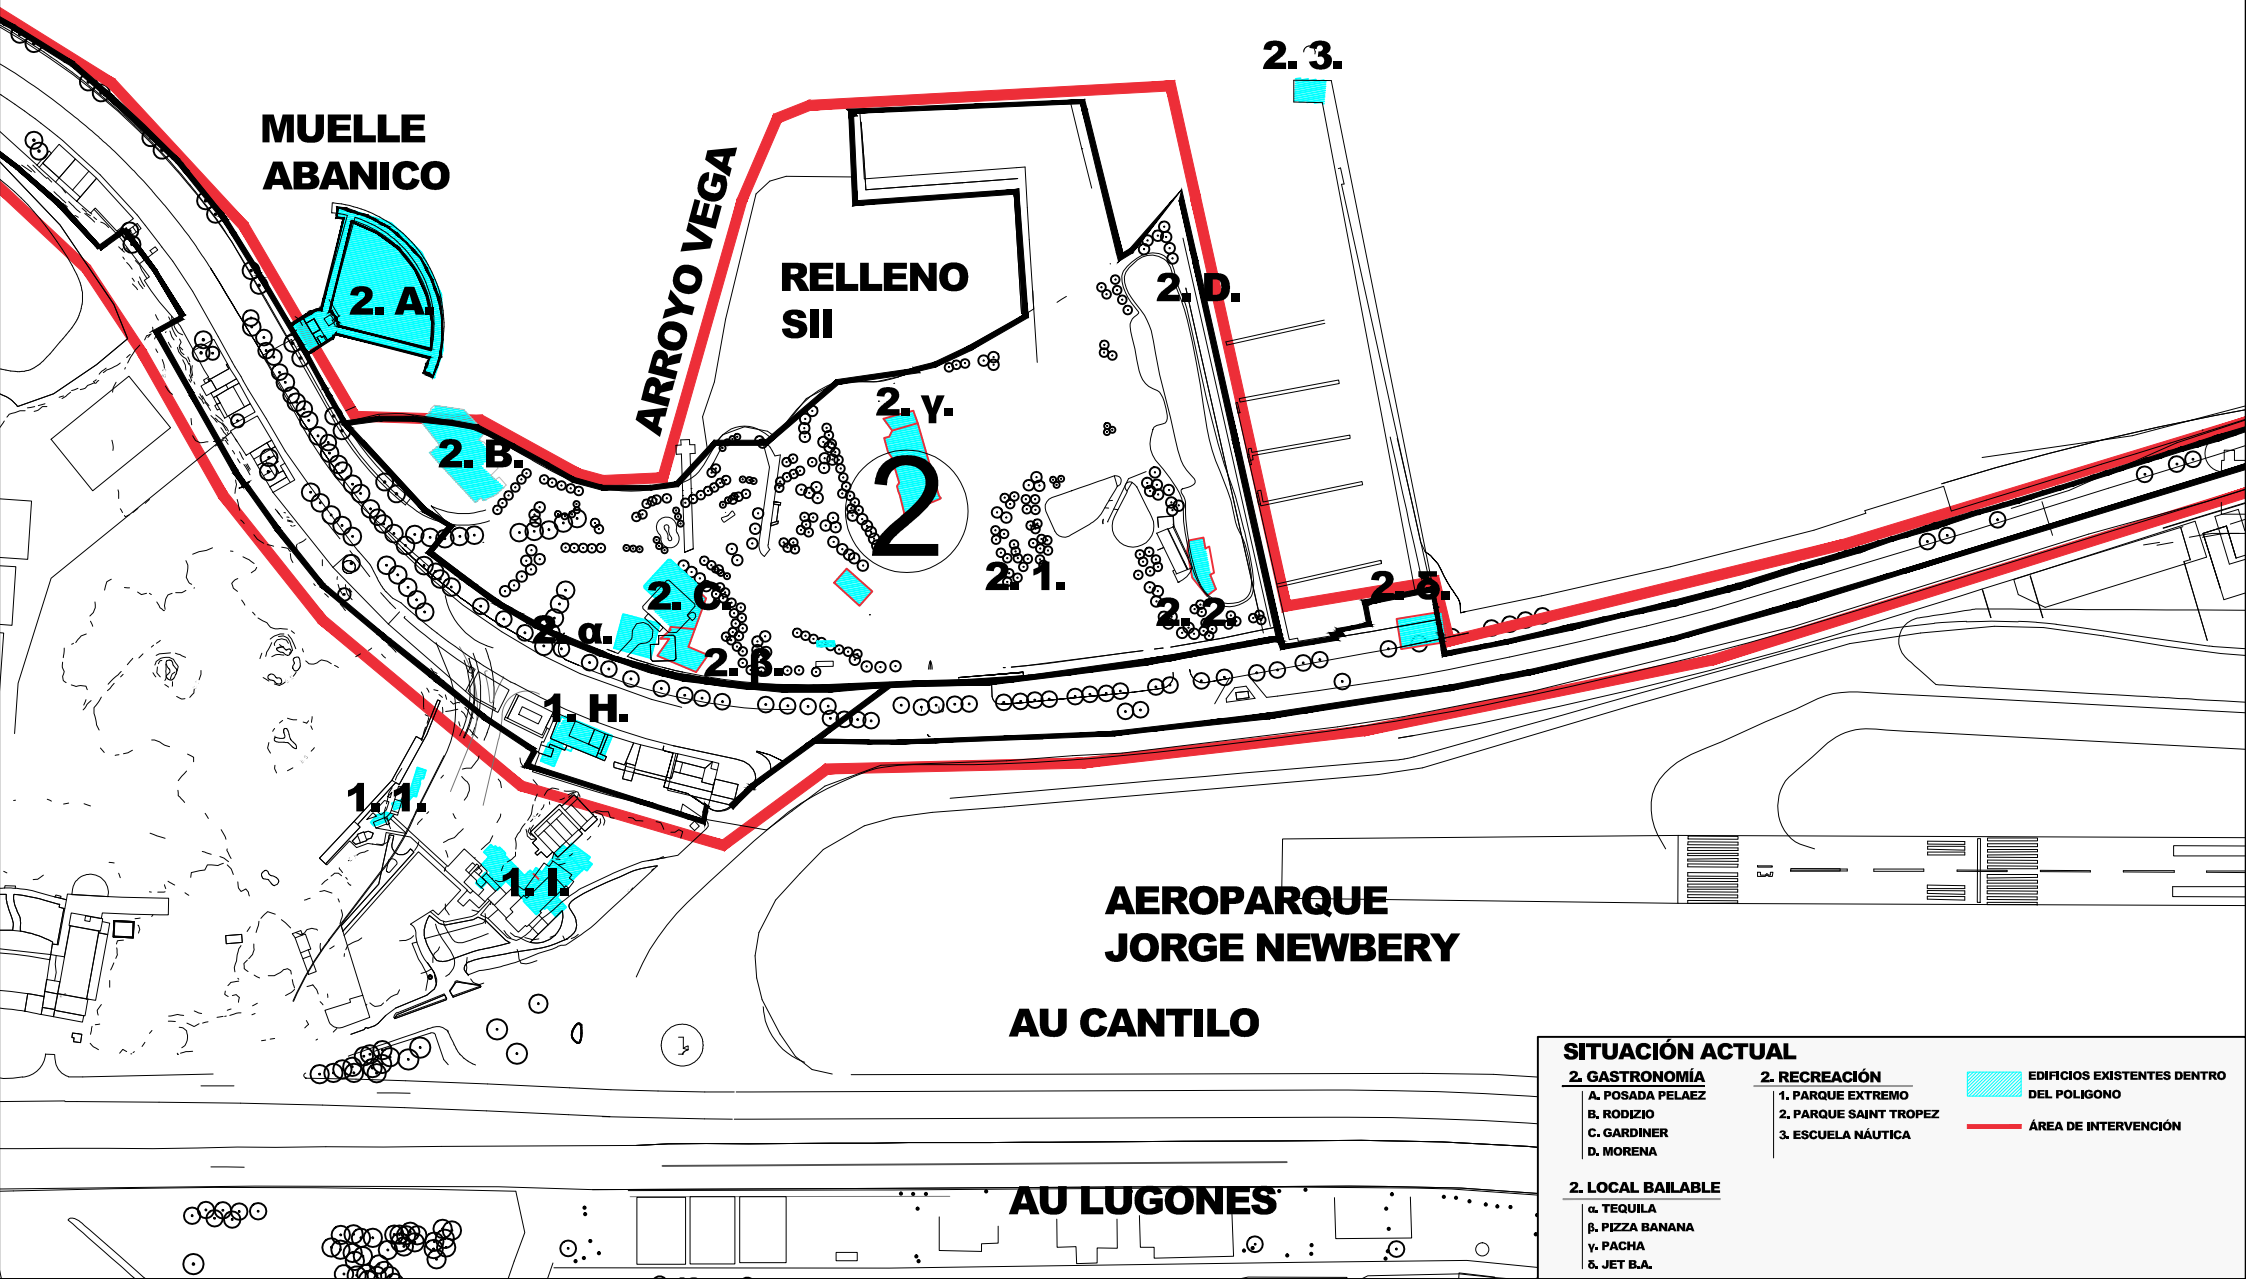 2. 3.
MUELLE
ABANICO
ARROYO VEGA
RELLENO
SII
2. A.
2. D.
2. γ.
2. B.
2
2. 1.
2. C.
2. δ.
2. 2.
2. α.
2. β.
1. H.
1. 1.
1. I.
AEROPARQUE
JORGE NEWBERY
AU CANTILO
AU LUGONES
SITUACIÓN ACTUAL
2. GASTRONOMÍA
A. POSADA PELAEZ
B. RODIZIO
C. GARDINER
D. MORENA
2. RECREACIÓN
1. PARQUE EXTREMO
2. PARQUE SAINT TROPEZ
3. ESCUELA NÁUTICA
EDIFICIOS EXISTENTES DENTRO
DEL POLIGONO
ÁREA DE INTERVENCIÓN
2. LOCAL BAILABLE
α. TEQUILA
β. PIZZA BANANA
γ. PACHA
δ. JET B.A.